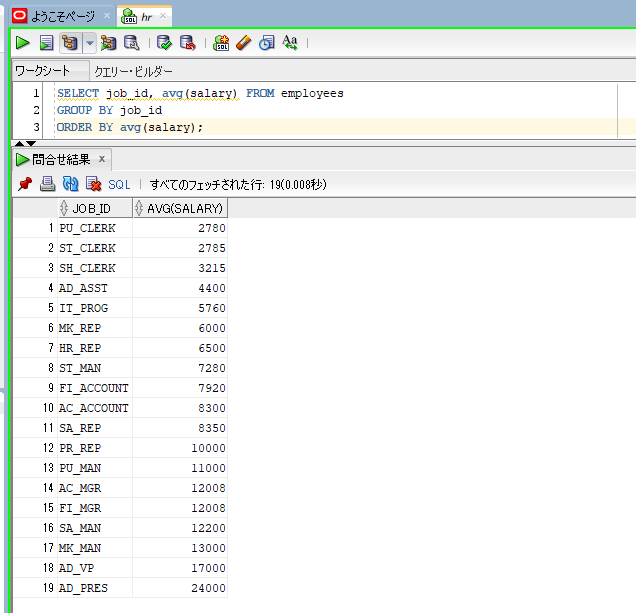 ようこそページ × SQL hr ×
ワークシート クエリー・ビルダー
1 SELECT job_id, avg(salary) FROM employees
2 GROUP BY job_id
3 ORDER BY avg(salary);
問合せ結果 ×
SQL | すべてのフェッチされた行: 19(0.008秒)
JOB_ID AVG(SALARY)
1 PU_CLERK 2780
2 ST_CLERK 2785
3 SH_CLERK 3215
4 AD_ASST 4400
5 IT_PROG 5760
6 MK_REP 6000
7 HR_REP 6500
8 ST_MAN 7280
9 FI_ACCOUNT 7920
10 AC_ACCOUNT 8300
11 SA_REP 8350
12 PR_REP 10000
13 PU_MAN 11000
14 AC_MGR 12008
15 FI_MGR 12008
16 SA_MAN 12200
17 MK_MAN 13000
18 AD_VP 17000
19 AD_PRES 24000